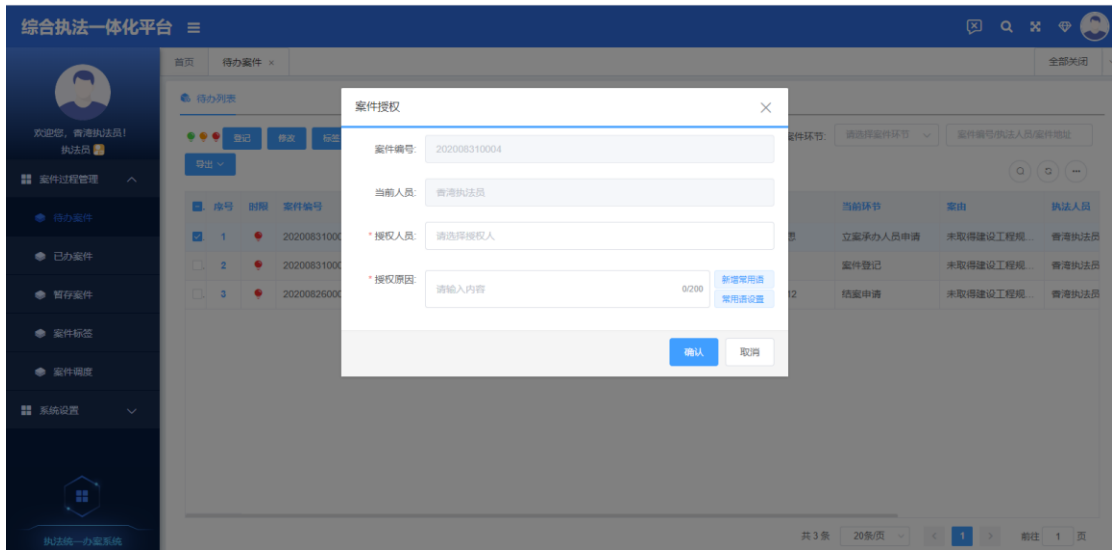 综合执法一体化平台
首页 待办案件 × 全部关闭
欢迎您，香湾执法员!
执法员
案件过程管理
待办案件
已办案件
暂存案件
案件标签
案件调度
系统设置
执法统一办案系统
待办列表
登记 修改 标签 案件环节: 请选择案件环节 案件编号/执法人员/案件地址
导出
序号 时限 案件编号 当前环节 案由 执法人员
1 20200831000 立案承办人员申请 未取得建设工程规... 香湾执法员
2 20200831000 案件登记 未取得建设工程规... 香湾执法员
3 20200826000 12 结案申请 未取得建设工程规... 香湾执法员
案件授权
案件编号: 202008310004
当前人员: 香湾执法员
* 授权人员: 请选择授权人
* 授权原因: 请输入内容 0/200 新增常用语
常用语设置
确认 取消
共 3 条 20条/页 1 前往 1 页